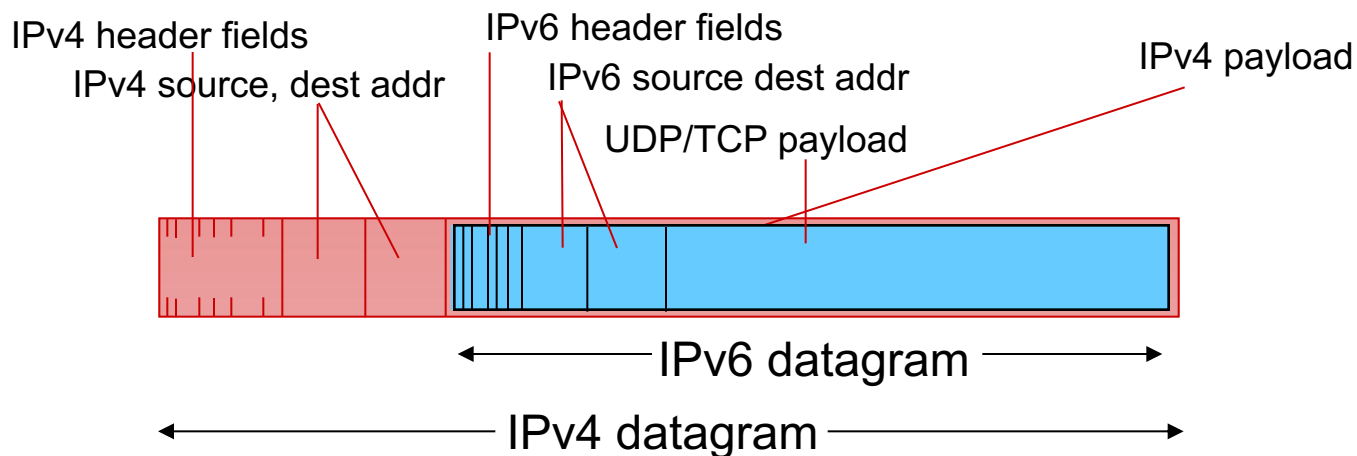 IPv4 header fields
IPv6 header fields
IPv4 payload
IPv4 source, dest addr
IPv6 source dest addr
UDP/TCP payload
IPv6 datagram
IPv4 datagram